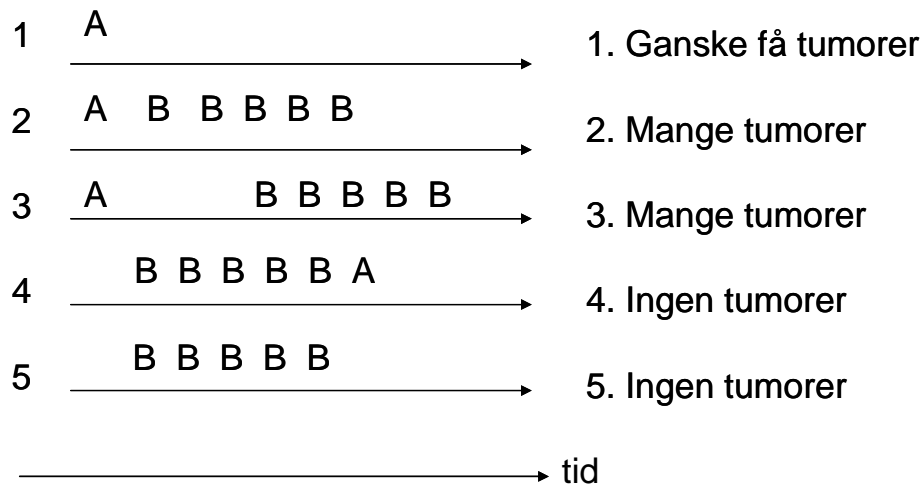 1 A 1. Ganske få tumorer
2 A B B B B B 2. Mange tumorer
3 A B B B B B 3. Mange tumorer
4 B B B B B A 4. Ingen tumorer
5 B B B B B 5. Ingen tumorer
tid